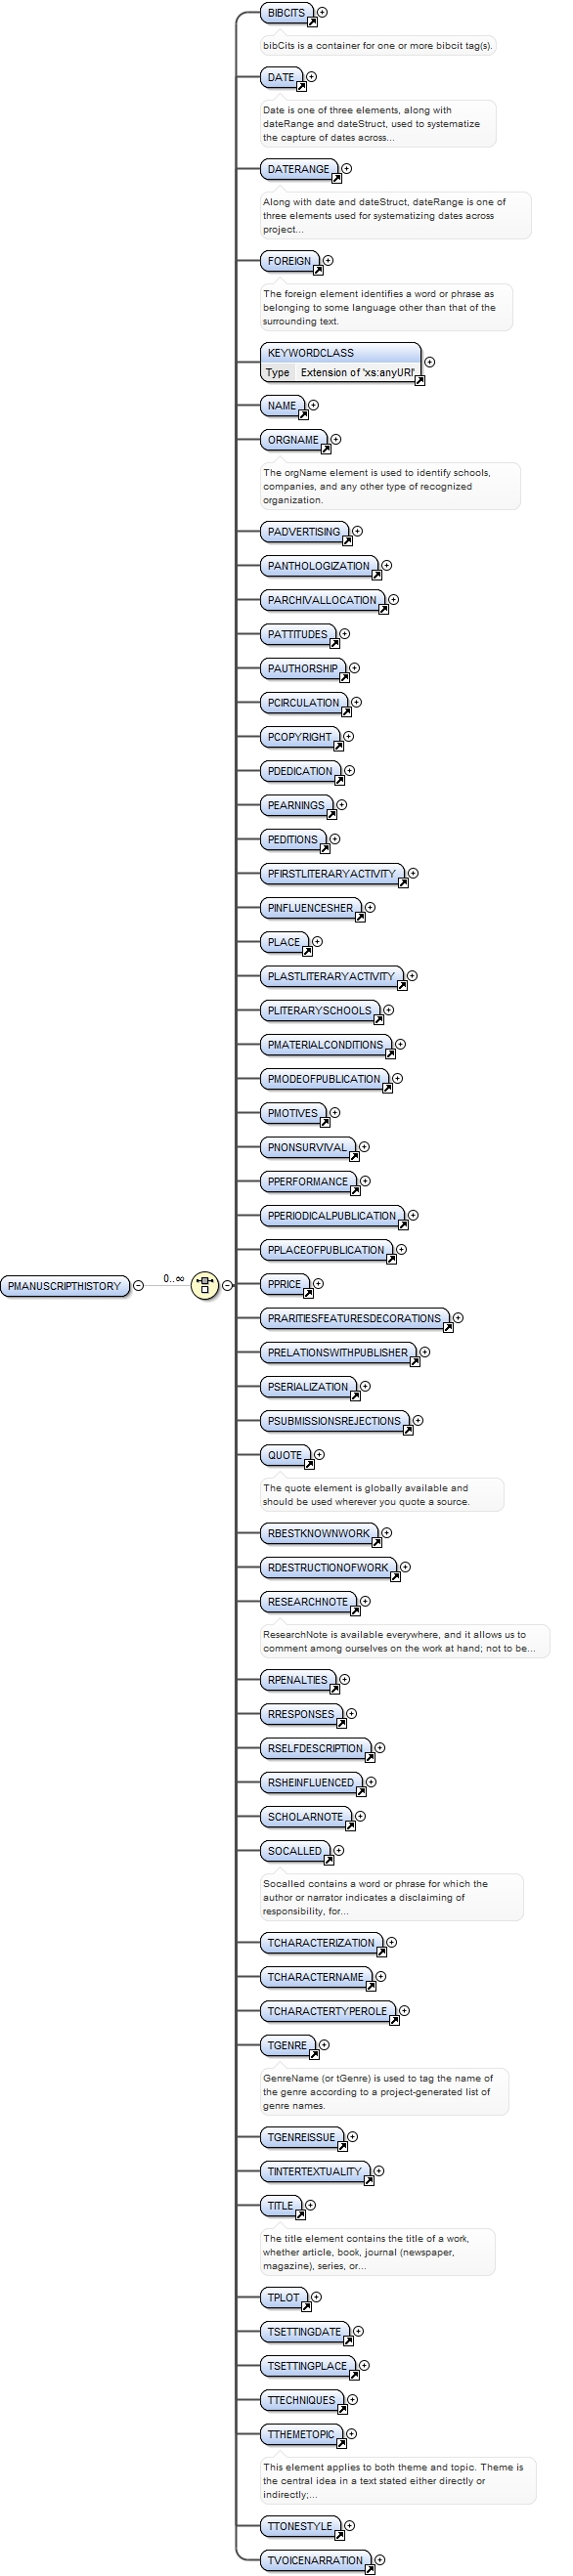 BIBCITS
bibCits is a container for one or more bibcit tag(s).
DATE
Date is one of three elements, along with
dateRange and dateStruct, used to systematize
the capture of dates across...
DATERANGE
Along with date and dateStruct, dateRange is one of
three elements used for systematizing dates across
project...
FOREIGN
The foreign element identifies a word or phrase as
belonging to some language other than that of the
surrounding text.
KEYWORDCLASS
Type Extension of 'xs:anyURI'
NAME
ORGNAME
The orgName element is used to identify schools,
companies, and any other type of recognized
organization.
PADVERTISING
PANTHOLOGIZATION
PARCHIVALLOCATION
PATTITUDES
PAUTHORSHIP
PCIRCULATION
PCOPYRIGHT
PDEDICATION
PEARNINGS
PEDITIONS
PFIRSTLITERARYACTIVITY
PINFLUENCESHER
PLACE
PLASTLITERARYACTIVITY
PLITERARYSCHOOLS
PMATERIALCONDITIONS
PMODEOFPUBLICATION
PMOTIVES
PNONSURVIVAL
PPERFORMANCE
PPERIODICALPUBLICATION
PPLACEOFPUBLICATION
PMANUSCRIPTHISTORY 0..∞
PPRICE
PRARITIESFEATURESDECORATIONS
PRELATIONSWITHPUBLISHER
PSERIALIZATION
PSUBMISSIONSREJECTIONS
QUOTE
The quote element is globally available and
should be used wherever you quote a source.
RBESTKNOWNWORK
RDESTRUCTIONOFWORK
RESEARCHNOTE
ResearchNote is available everywhere, and it allows us to
comment among ourselves on the work at hand; not to be...
RPENALTIES
RRESPONSES
RSELFDESCRIPTION
RSHEINFLUENCED
SCHOLARNOTE
SOCALLED
Socalled contains a word or phrase for which the
author or narrator indicates a disclaiming of
responsibility, for...
TCHARACTERIZATION
TCHARACTERNAME
TCHARACTERTYPEROLE
TGENRE
GenreName (or tGenre) is used to tag the name of
the genre according to a project-generated list of
genre names.
TGENREISSUE
TINTERTEXTUALITY
TITLE
The title element contains the title of a work,
whether article, book, journal (newspaper,
magazine), series, or...
TPLOT
TSETTINGDATE
TSETTINGPLACE
TTECHNIQUES
TTHEMETOPIC
This element applies to both theme and topic. Theme is
the central idea in a text stated either directly or
indirectly;...
TTONESTYLE
TVOICENARRATION